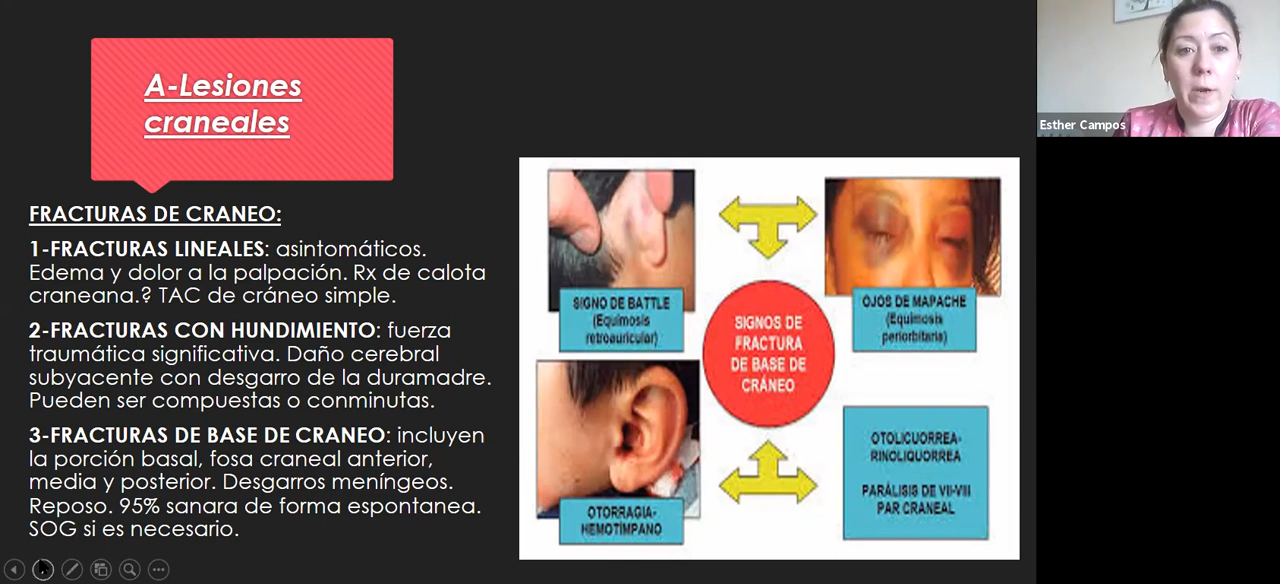 A-Lesiones
craneales
FRACTURAS DE CRANEO:
1-FRACTURAS LINEALES: asintomáticos.
Edema y dolor a la palpación. Rx de calota
craneana.? TAC de cráneo simple.
2-FRACTURAS CON HUNDIMIENTO: fuerza
traumática significativa. Daño cerebral
subyacente con desgarro de la duramadre.
Pueden ser compuestas o conminutas.
3-FRACTURAS DE BASE DE CRANEO: incluyen
la porción basal, fosa craneal anterior,
media y posterior. Desgarros meníngeos.
Reposo. 95% sanara de forma espontanea.
SOG si es necesario.
SIGNO DE BATTLE
(Equimosis
retroauricular)
OJOS DE MAPACHE
(Equimosis
periorbitaria)
SIGNOS DE
FRACTURA
DE BASE DE
CRÁNEO
OTORRAGIA-
HEMOTÍMPANO
OTOLICUORREA-
RINOLIQUORREA
PARÁLISIS DE VII-VIII
PAR CRANEAL
Esther Campos